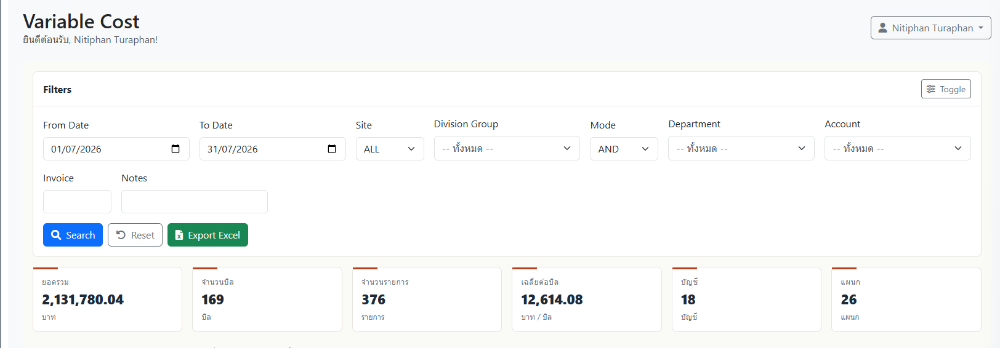 Variable Cost
ยินดีต้อนรับ, Nitiphan Turaphan!
Nitiphan Turaphan
Filters
Toggle
From Date
To Date
Site
Division Group
Mode
Department
Account
01/07/2026
31/07/2026
ALL
-- ทั้งหมด --
AND
-- ทั้งหมด --
-- ทั้งหมด --
Invoice
Notes
Search
Reset
Export Excel
ยอดรวม
2,131,780.04
บาท
จำนวนบิล
169
บิล
จำนวนรายการ
376
รายการ
เฉลี่ยต่อบิล
12,614.08
บาท / บิล
บัญชี
18
บัญชี
แผนก
26
แผนก